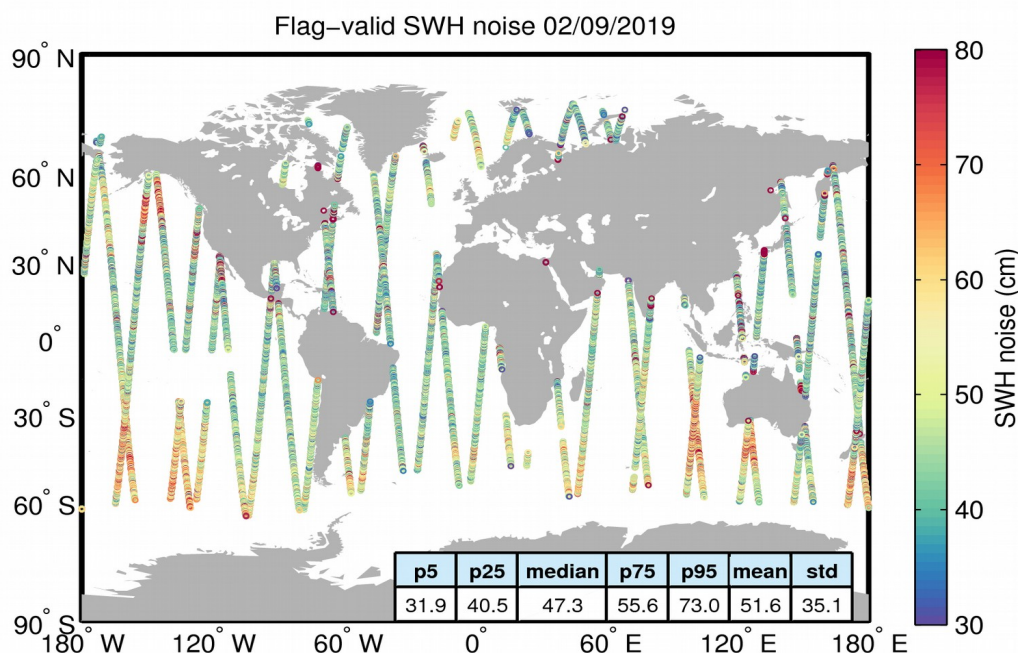 Flag−valid SWH noise 02/09/2019
90° N
60° N
30° N
0°
30° S
60° S
90° S
180° W
120° W
60° W
0°
60° E
120° E
180° E
p5 p25 median p75 p95 mean std
31.9 40.5 47.3 55.6 73.0 51.6 35.1
80
70
60
50
40
30
SWH noise (cm)